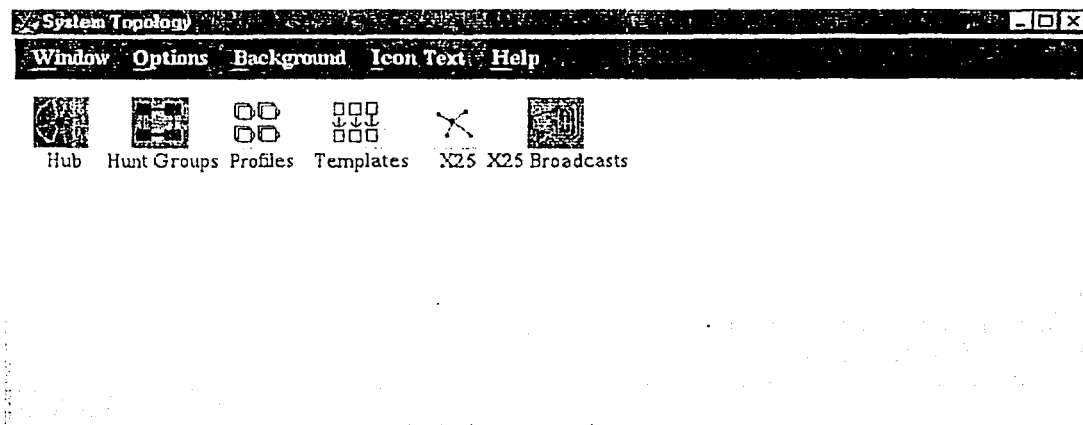 System Topology
Window Options Background Icon Text Help
Hub Hunt Groups Profiles Templates X25 X25 Broadcasts